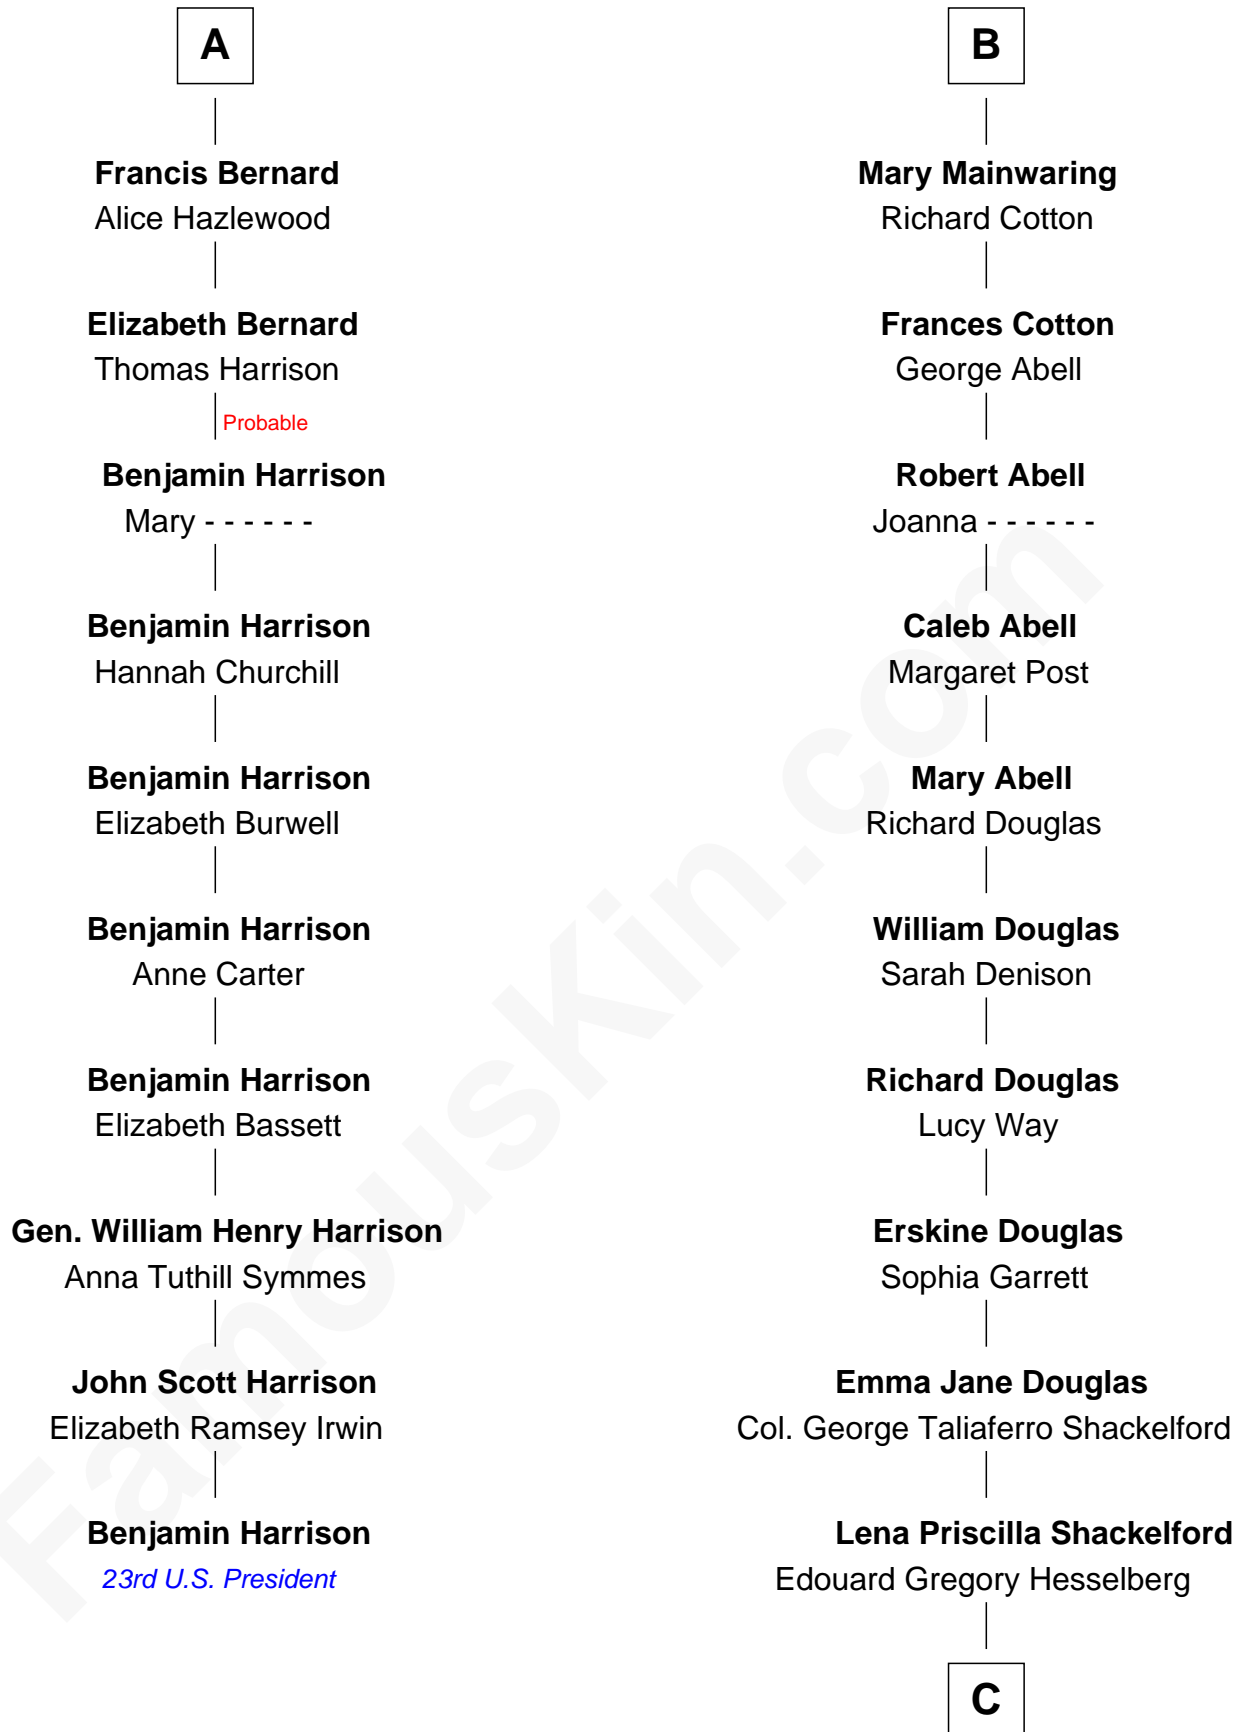 A
Francis Bernard
Alice Hazlewood
Elizabeth Bernard
Thomas Harrison
Probable
Benjamin Harrison
Mary - - - - - -
Benjamin Harrison
Hannah Churchill
Benjamin Harrison
Elizabeth Burwell
Benjamin Harrison
Anne Carter
Benjamin Harrison
Elizabeth Bassett
Gen. William Henry Harrison
Anna Tuthill Symmes
John Scott Harrison
Elizabeth Ramsey Irwin
Benjamin Harrison
23rd U.S. President
B
Mary Mainwaring
Richard Cotton
Frances Cotton
George Abell
Robert Abell
Joanna - - - - - -
Caleb Abell
Margaret Post
Mary Abell
Richard Douglas
William Douglas
Sarah Denison
Richard Douglas
Lucy Way
Erskine Douglas
Sophia Garrett
Emma Jane Douglas
Col. George Taliaferro Shackelford
Lena Priscilla Shackelford
Edouard Gregory Hesselberg
C
FamousKin.com